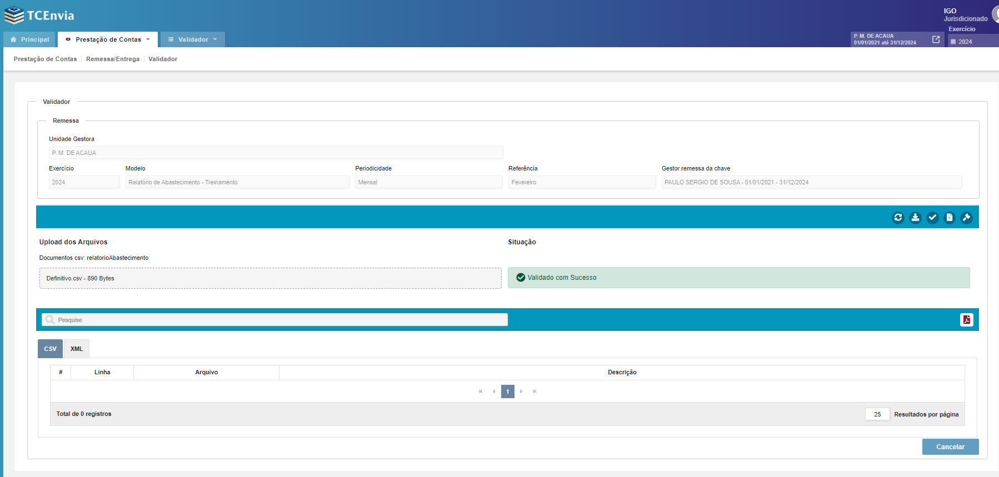 TCEnvia
IGO
Jurisdicionado
Exercício
Principal
Prestação de Contas
Validador
P. M. DE ACAUA
01/01/2021 até 31/12/2024
2024
Prestação de Contas
Remessa/Entrega
Validador
Validador
Remessa
Unidade Gestora
P. M. DE ACAUA
Exercício Modelo Periodicidade Referência Gestor remessa da chave
2024 Relatório de Abastecimento - Treinamento Mensal Fevereiro PAULO SÉRGIO DE SOUSA - 01/01/2021 - 31/12/2024
Upload dos Arquivos Situação
Documentos csv: relatorioAbastecimento
Definitivo.csv - 890 Bytes Validado com Sucesso
Pesquise
CSV XML
# Linha Arquivo Descrição
1
Total de 0 registros 25 Resultados por página
Cancelar